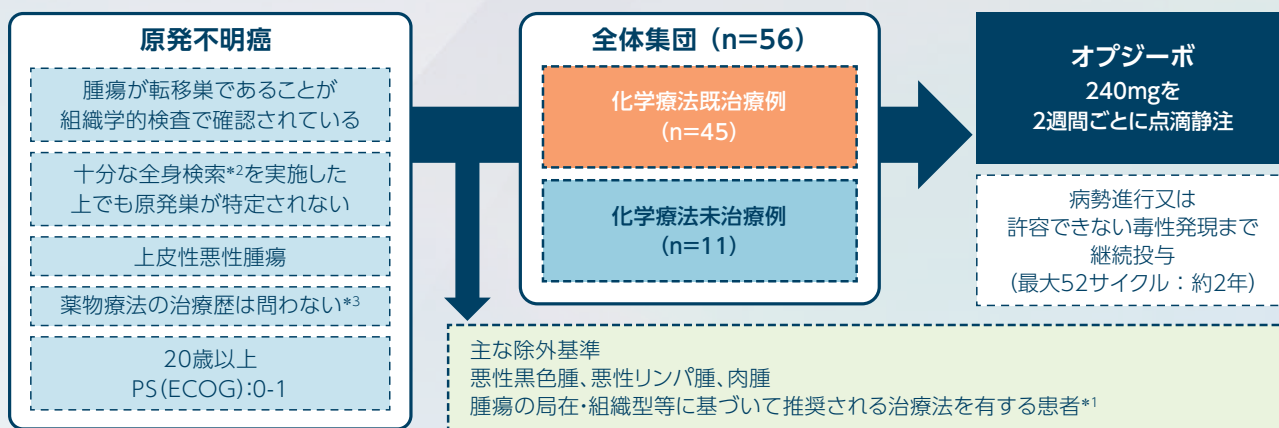 原発不明癌
腫瘍が転移巣であることが
組織学的検査で確認されている
十分な全身検索*2を実施した
上でも原発巣が特定されない
上皮性悪性腫瘍
薬物療法の治療歴は問わない*3
20歳以上
PS(ECOG):0-1
全体集団（n=56）
化学療法既治療例
(n=45)
化学療法未治療例
(n=11)
オプジーボ
240mgを
2週間ごとに点滴静注
病勢進行又は
許容できない毒性発現まで
継続投与
(最大52サイクル：約2年)
主な除外基準
悪性黒色腫、悪性リンパ腫、肉腫
腫瘍の局在・組織型等に基づいて推奨される治療法を有する患者*1